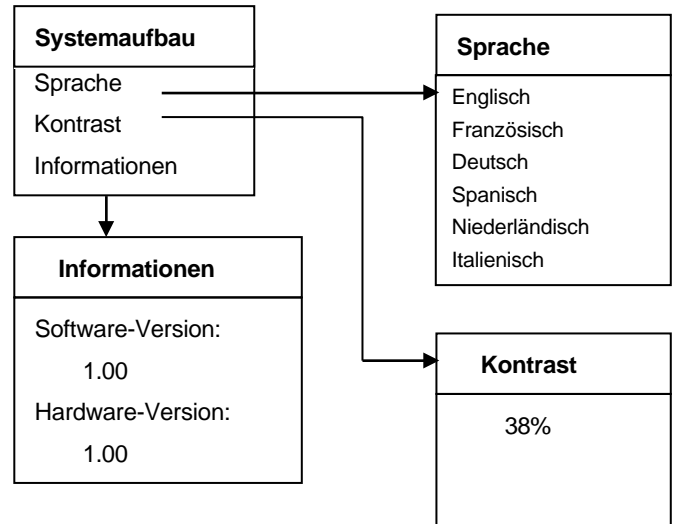 Systemaufbau
Sprache
Kontrast
Informationen
Sprache
Englisch
Französisch
Deutsch
Spanisch
Niederländisch
Italienisch
Informationen
Software-Version:
1.00
Hardware-Version:
1.00
Kontrast
38%